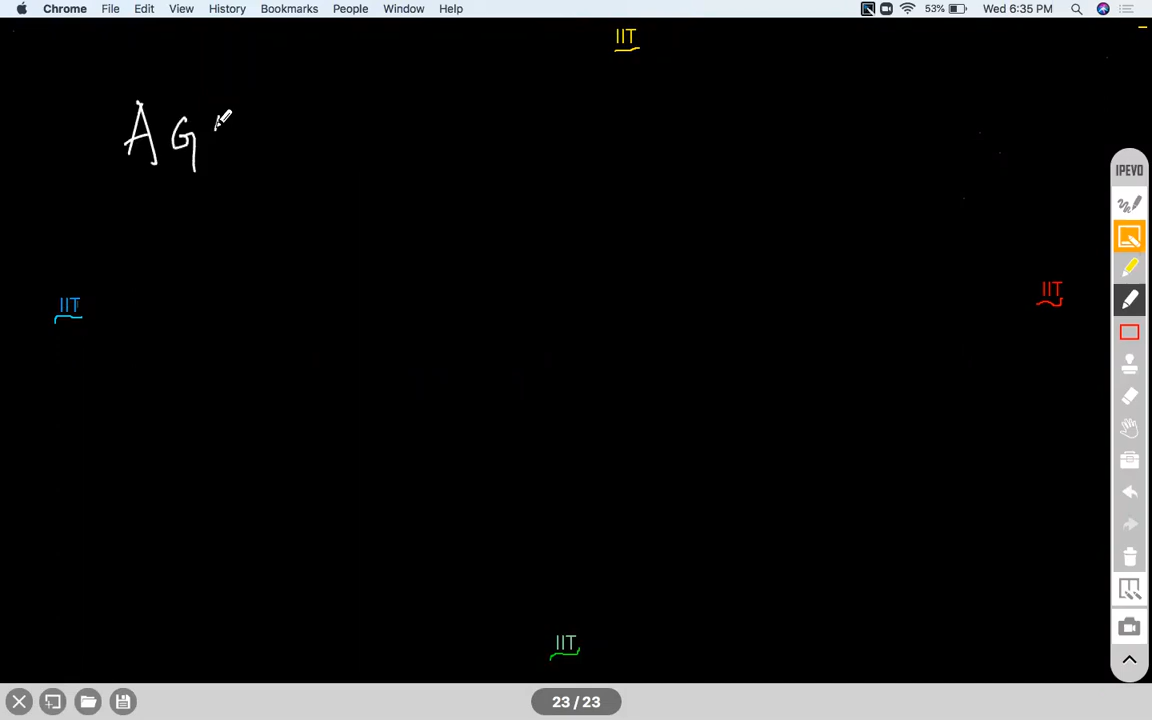 Chrome File Edit View History Bookmarks People Window Help 53% Wed 6:35 PM
IIT
A G
IPEVO
IIT
IIT
IIT
23 / 23